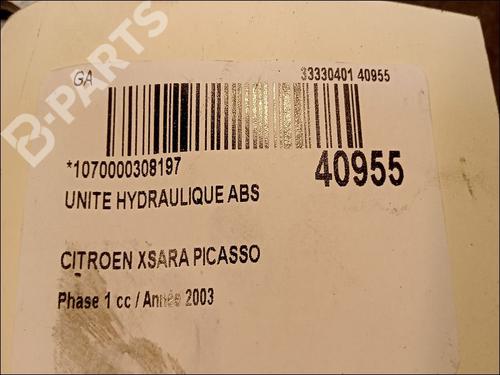 GA
33330401 40955
B-PARTS
*1070000308197
40955
UNITE HYDRAULIQUE ABS
CITROEN XSARA PICASSO
Phase 1 cc / Année 2003